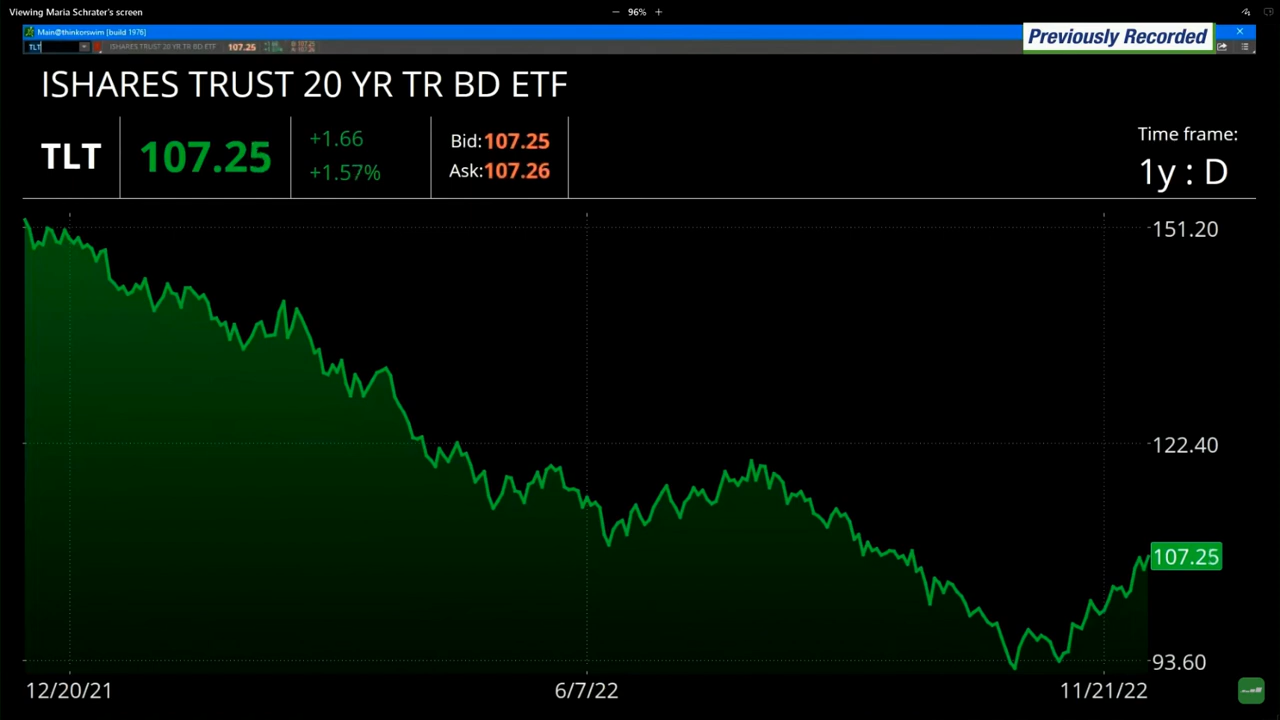 Viewing Maria Schrater's screen
− 96% +
Main@thinkorswim [build 1976]
Previously Recorded
TLT
ISHARES TRUST 20 YR TR BD ETF 107.25
ISHARES TRUST 20 YR TR BD ETF
TLT
107.25
+1.66
+1.57%
Bid:107.25
Ask:107.26
Time frame:
1y : D
151.20
122.40
107.25
93.60
12/20/21 6/7/22 11/21/22